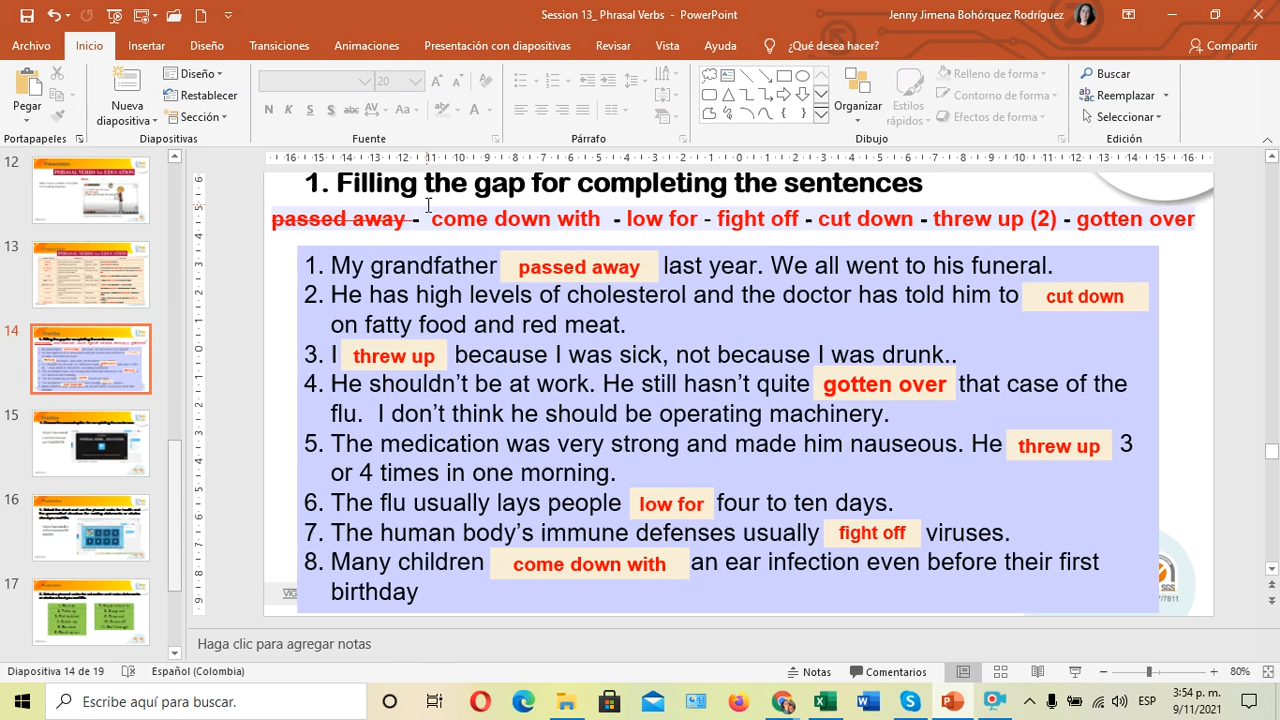 Session 13_ - PowerPoint
Jenny Jimena Bohórquez Rodríguez
Archivo Inicio Insertar Diseño Transiciones Animaciones Presentación con diapositivas Revisar Vista Ayuda ¿Qué desea hacer? Compartir
Pegar
Nueva diapositiva
Diseño
Restablecer
Sección
20
N K S S abc AV Aa A
Organizar
Estilos rápidos
Relleno de forma
Contorno de forma
Efectos de forma
Buscar
Reemplazar
Seleccionar
Portapapeles Diapositivas Fuente Párrafo Dibujo Edición
12
13
14
15
16
17
1. Filling the gap for completing the sentences
passed away - come down with - low for - fight off - cut down - threw up (2) - gotten over
passed away last year. all went to funeral.
2. He has high levels of cholesterol and the doctor has told him to cut down
on fatty food and red meat.
threw up because I was sick, not because I was drunk.
4. He shouldn't be at work. He still hasn't quite gotten over that case of the
flu. I don't think he should be operating machinery.
5. The medication was very strong and made him nauseous. He threw up 3
or 4 times in one morning.
6. The flu usually lays people low for four to ten days.
7. The human body's immune defenses usually fight off viruses.
8. Many children come down with an ear infection even before their first
birthday
SGS
Haga clic para agregar notas
Diapositiva 14 de 19 Español (Colombia) Notas Comentarios 80%
Escribe aquí para buscar. ESP 3:54 p. m.
9/11/2021